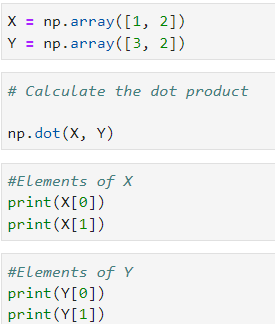 X = np.array([1, 2])
Y = np.array([3, 2])
# Calculate the dot product
np.dot(X, Y)
#Elements of X
print(X[0])
print(X[1])
#Elements of Y
print(Y[0])
print(Y[1])